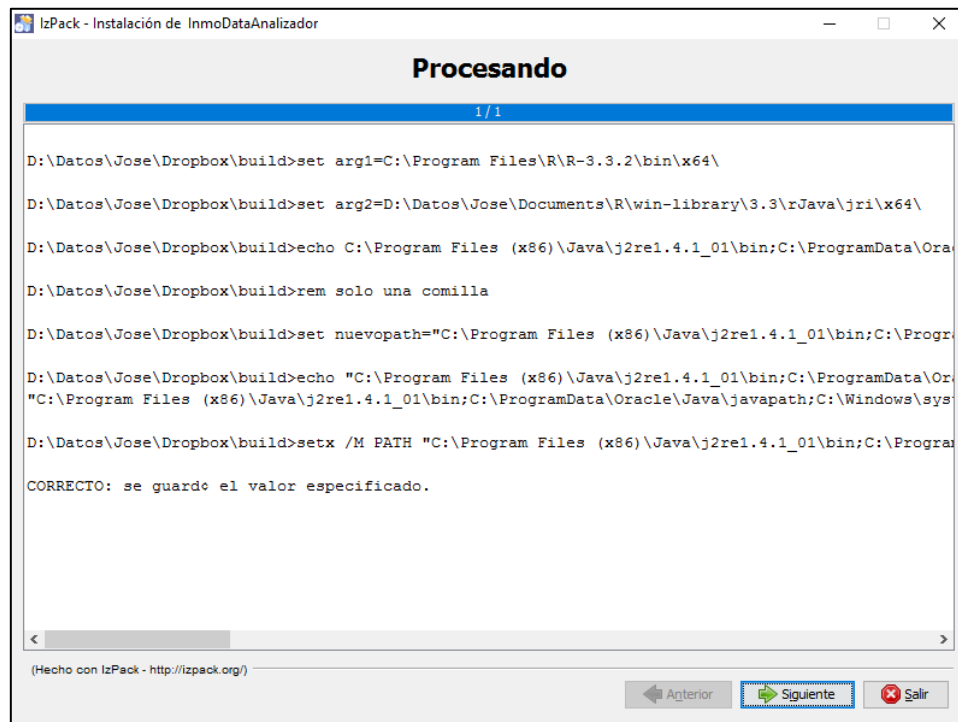 IzPack - Instalación de InmoDataAnalizador
Procesando
1 / 1
D:\Datos\Jose\Dropbox\build>set arg1=C:\Program Files\R\R-3.3.2\bin\x64\
D:\Datos\Jose\Dropbox\build>set arg2=D:\Datos\Jose\Documents\R\win-library\3.3\rJava\jri\x64\
D:\Datos\Jose\Dropbox\build>echo C:\Program Files (x86)\Java\j2re1.4.1_01\bin;C:\ProgramData\Ora
D:\Datos\Jose\Dropbox\build>rem solo una comilla
D:\Datos\Jose\Dropbox\build>set nuevopath="C:\Program Files (x86)\Java\j2re1.4.1_01\bin;C:\Progr
D:\Datos\Jose\Dropbox\build>echo "C:\Program Files (x86)\Java\j2re1.4.1_01\bin;C:\ProgramData\Or
"C:\Program Files (x86)\Java\j2re1.4.1_01\bin;C:\ProgramData\Oracle\Java\javapath;C:\Windows\sys
D:\Datos\Jose\Dropbox\build>setx /M PATH "C:\Program Files (x86)\Java\j2re1.4.1_01\bin;C:\Progra
CORRECTO: se guard¢ el valor especificado.
(Hecho con IzPack - http://izpack.org/)
Anterior Siguiente Salir